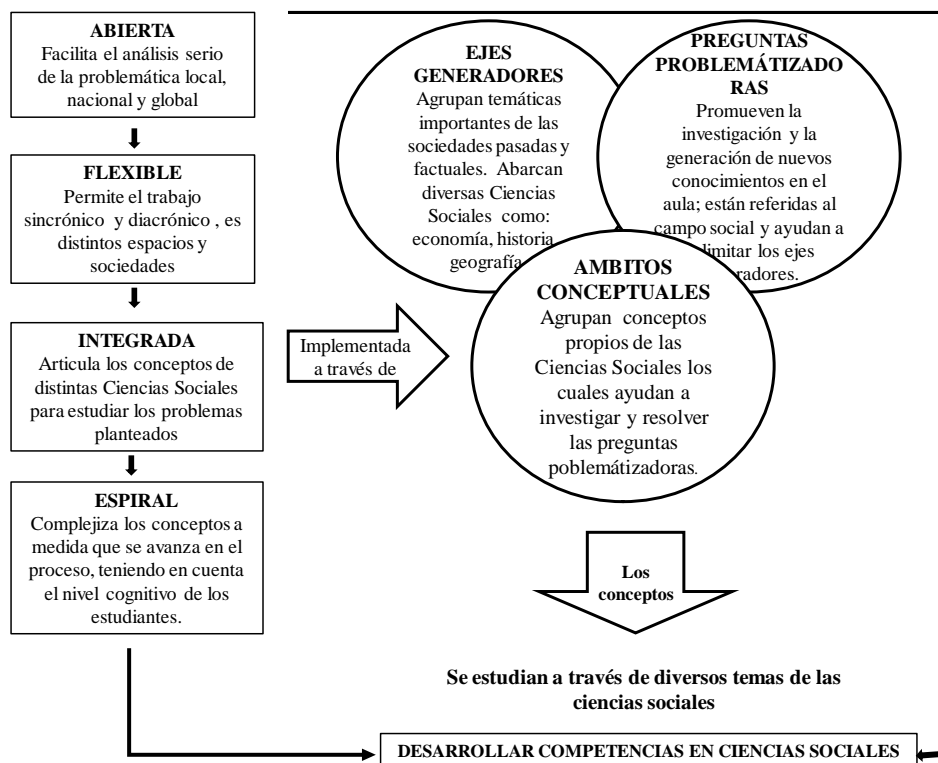 ABIERTA
Facilita el análisis serio
de la problemática local,
nacional y global
FLEXIBLE
Permite el trabajo
sincrónico y diacrónico , es
distintos espacios y
sociedades
INTEGRADA
Articula los conceptos de
distintas Ciencias Sociales
para estudiar los problemas
planteados
ESPIRAL
Complejiza los conceptos a
medida que se avanza en el
proceso, teniendo en cuenta
el nivel cognitivo de los
estudiantes.
Implementada
a través de
EJES
GENERADORES
Agrupan temáticas
importantes de las
sociedades pasadas y
factuales. Abarcan
diversas Ciencias
Sociales como:
economía, historia,
geografía
PREGUNTAS
PROBLEMÁTIZADO
RAS
Promueven la
investigación y la
generación de nuevos
conocimientos en el
aula; están referidas al
campo social y ayudan a
limitar los ejes
radores.
AMBITOS
CONCEPTUALES
Agrupan conceptos
propios de las
Ciencias Sociales los
cuales ayudan a
investigar y resolver
las preguntas
poblemátizadoras.
Los
conceptos
Se estudian a través de diversos temas de las
ciencias sociales
DESARROLLAR COMPETENCIAS EN CIENCIAS SOCIALES